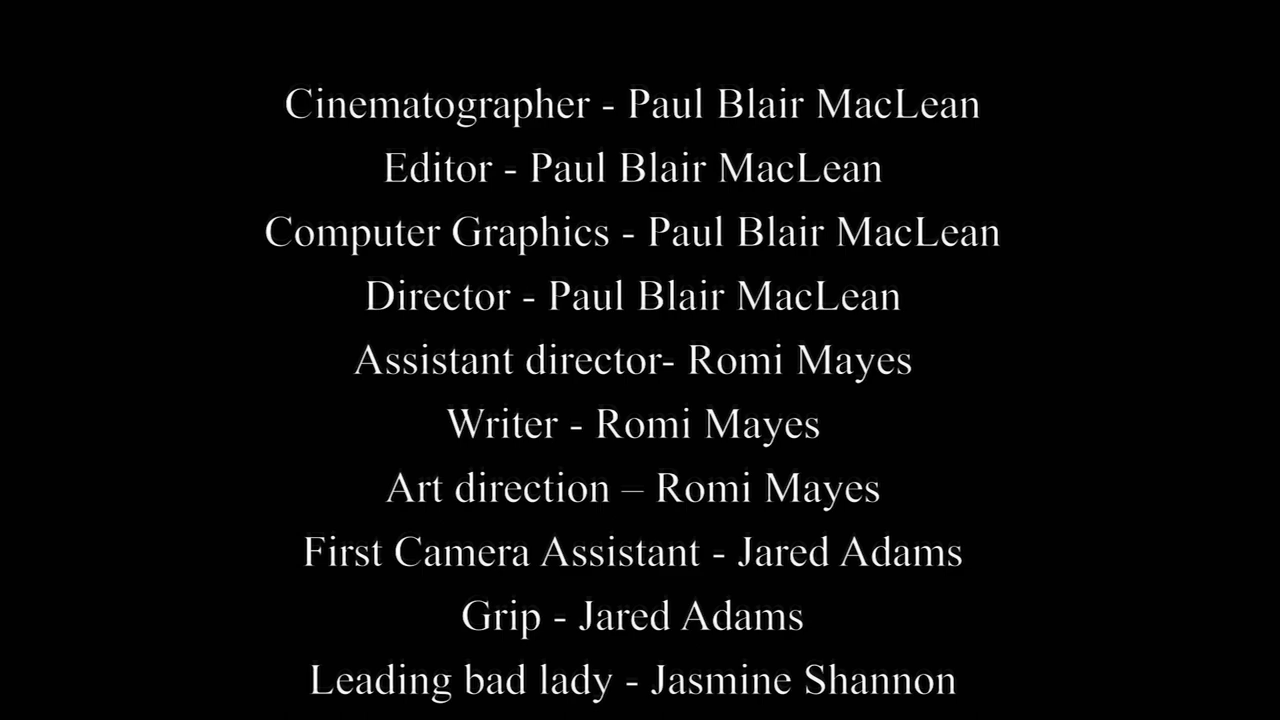 Cinematographer - Paul Blair MacLean
Editor - Paul Blair MacLean
Computer Graphics - Paul Blair MacLean
Director - Paul Blair MacLean
Assistant director- Romi Mayes
Writer - Romi Mayes
Art direction – Romi Mayes
First Camera Assistant - Jared Adams
Grip - Jared Adams
Leading bad lady - Jasmine Shannon